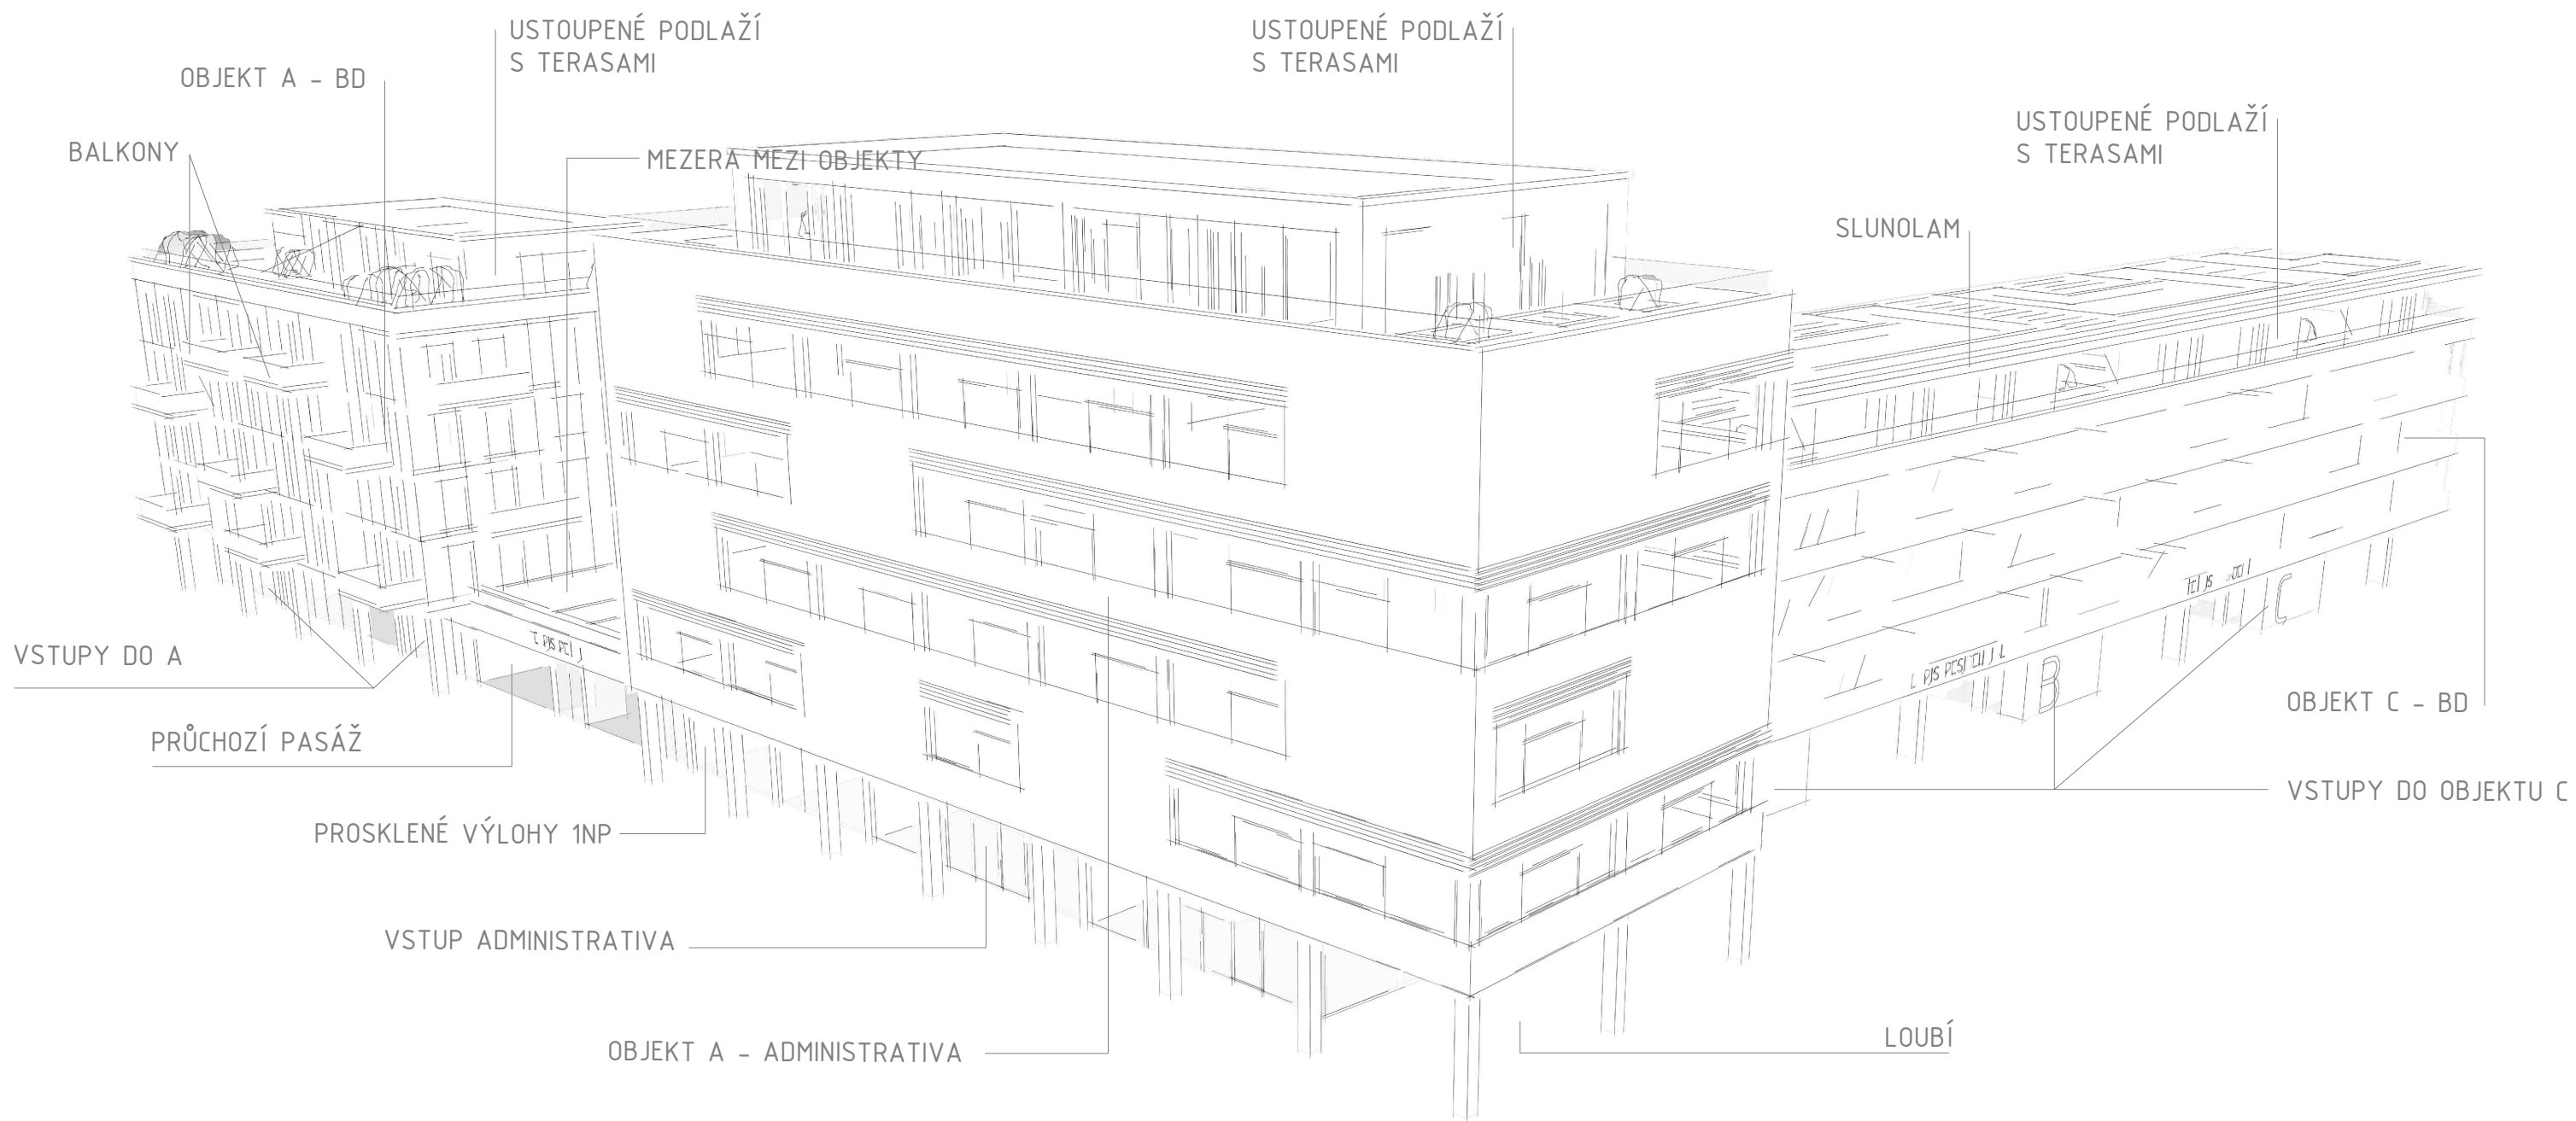 USTOUPENÉ PODLAŽÍ
S TERASAMI
USTOUPENÉ PODLAŽÍ
S TERASAMI
OBJEKT A - BD
USTOUPENÉ PODLAŽÍ
S TERASAMI
BALKONY
MEZERA MEZI OBJEKTY
SLUNOLAM
VSTUPY DO A
B
C
OBJEKT C - BD
PRŮCHOZÍ PASÁŽ
VSTUPY DO OBJEKTU C
PROSKLENÉ VÝLOHY 1NP
VSTUP ADMINISTRATIVA
OBJEKT A - ADMINISTRATIVA
LOUBÍ